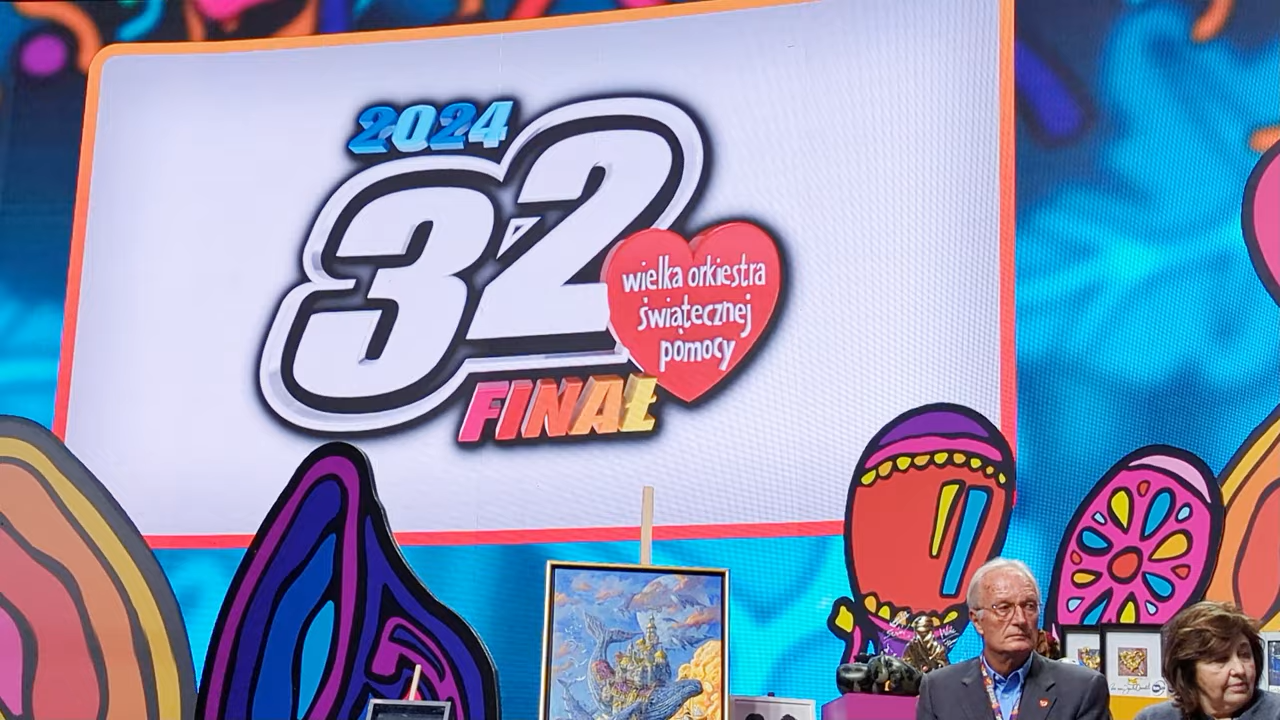 2024
32
FINAŁ
wielka orkiestra
świątecznej
pomocy